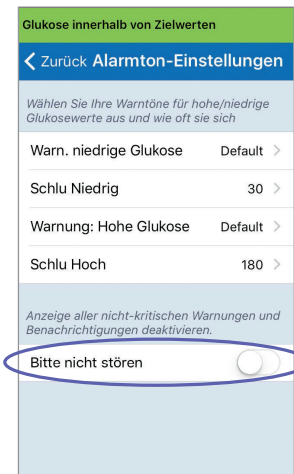 Glukose innerhalb von Zielwerten
Zurück Alarmton-Einstellungen
Wählen Sie Ihre Warntöne für hohe/niedrige
Glukosewerte aus und wie oft sie sich
Warn. niedrige Glukose Default
Schlu Niedrig 30
Warnung: Hohe Glukose Default
Schlu Hoch 180
Anzeige aller nicht-kritischen Warnungen und
Benachrichtigungen deaktivieren.
Bitte nicht stören